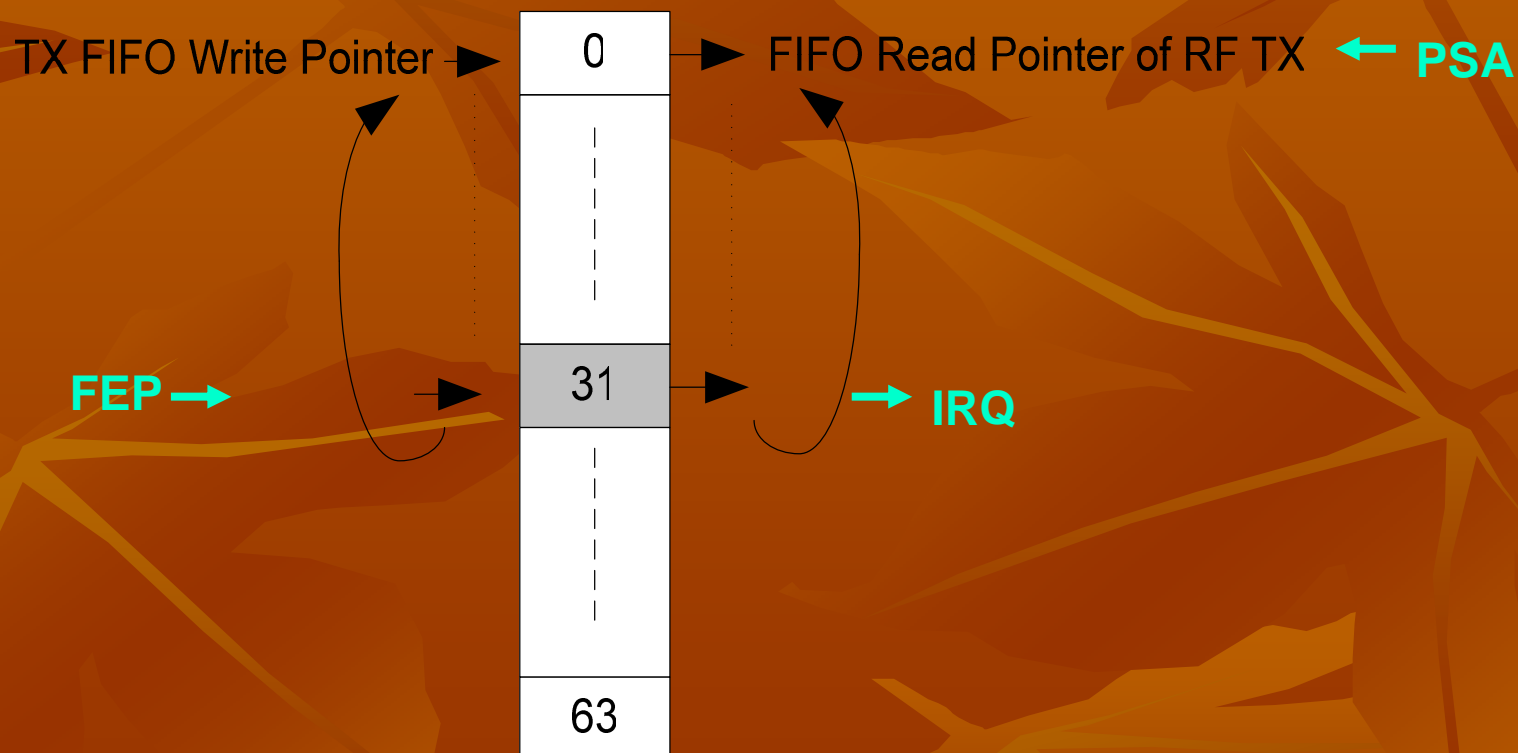 TX FIFO Write Pointer
0
FIFO Read Pointer of RF TX
PSA
FEP
31
IRQ
63